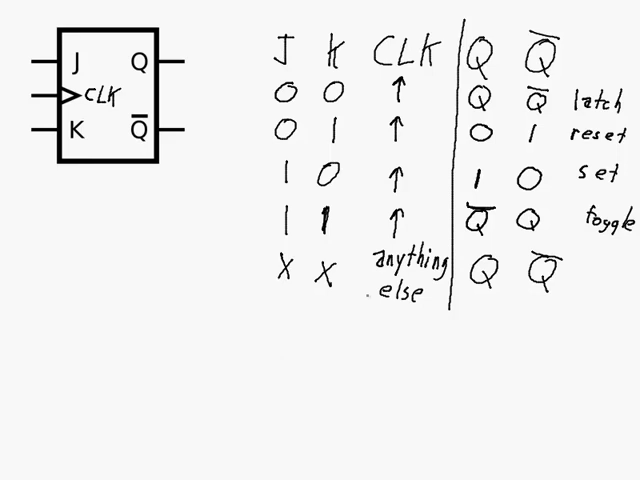 J Q
CLK
K Q̅
J K CLK Q Q̅
0 0 ↑ Q Q̅ latch
0 1 ↑ 0 1 reset
1 0 ↑ 1 0 set
1 1 ↑ Q̅ Q toggle
X X anything else Q Q̅